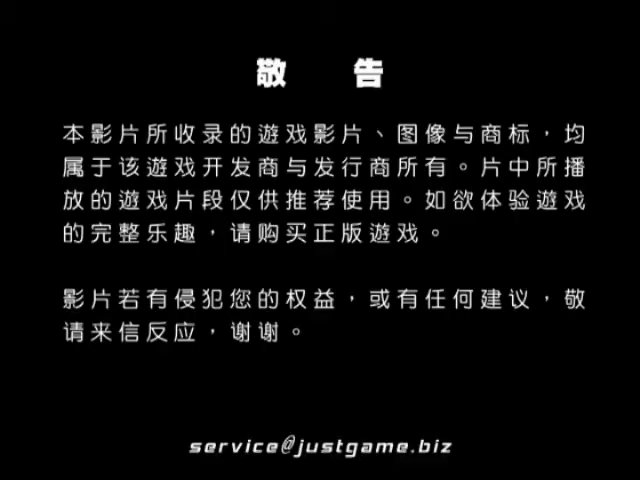 敬 告
本影片所收录的遊戏影片、图像与商标，均
属于该遊戏开发商与发行商所有。片中所播
放的遊戏片段仅供推荐使用。如欲体验遊戏
的完整乐趣，请购买正版遊戏。
影片若有侵犯您的权益，或有任何建议，敬
请来信反应，谢谢。
service@justgame.biz